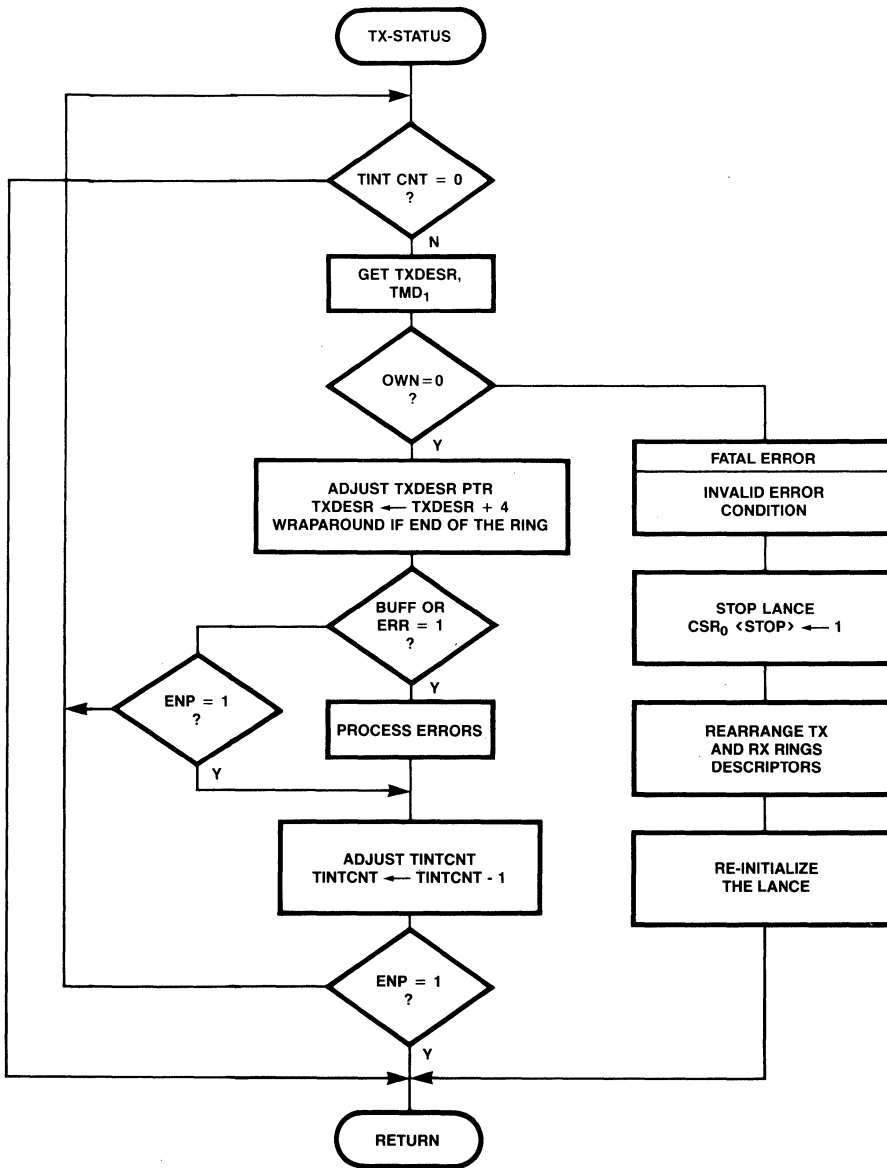 TX-STATUS
TINT CNT = 0
?
N
GET TXDESR,
TMD₁
OWN=0
?
Y
ADJUST TXDESR PTR
TXDESR ← TXDESR + 4
WRAPAROUND IF END OF THE RING
BUFF OR
ERR = 1
?
Y
ENP = 1
?
Y
PROCESS ERRORS
ADJUST TINTCNT
TINTCNT ← TINTCNT - 1
ENP = 1
?
Y
RETURN
FATAL ERROR
INVALID ERROR
CONDITION
STOP LANCE
CSR₀ <STOP> ← 1
REARRANGE TX
AND RX RINGS
DESCRIPTORS
RE-INITIALIZE
THE LANCE